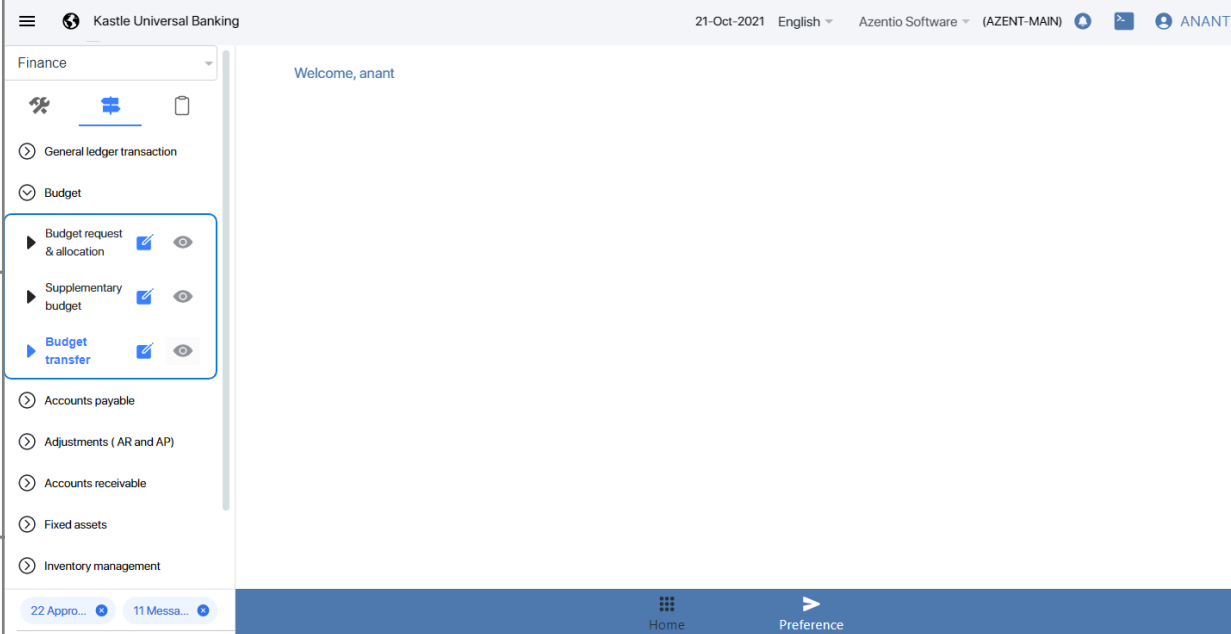 Kastle Universal Banking
21-Oct-2021 English Azentio Software (AZENT-MAIN) ANANT
Finance
Welcome, anant
General ledger transaction
Budget
Budget request
& allocation
Supplementary
budget
Budget
transfer
Accounts payable
Adjustments ( AR and AP)
Accounts receivable
Fixed assets
Inventory management
22 Appro... 11 Messa...
Home
Preference